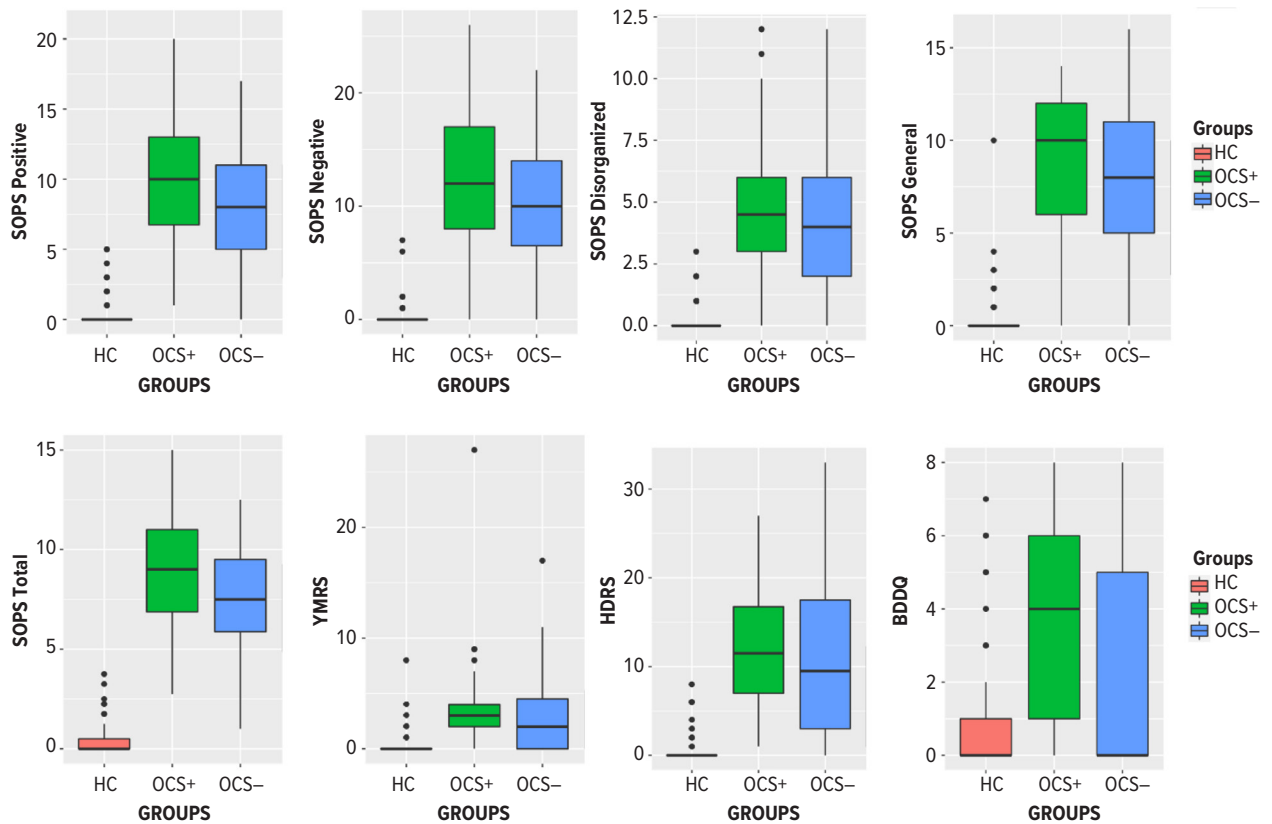 SOPS Positive
20
15
10
5
0
HC OCS+ OCS–
GROUPS
SOPS Negative
20
10
0
HC OCS+ OCS–
GROUPS
SOPS Disorganized
12.5
10.0
7.5
5.0
2.5
0.0
HC OCS+ OCS–
GROUPS
SOPS General
15
10
5
0
HC OCS+ OCS–
GROUPS
Groups
HC
OCS+
OCS–
SOPS Total
15
10
5
0
HC OCS+ OCS–
GROUPS
YMRS
20
10
0
HC OCS+ OCS–
GROUPS
HDRS
30
20
10
0
HC OCS+ OCS–
GROUPS
BDDQ
8
6
4
2
0
HC OCS+ OCS–
GROUPS
Groups
HC
OCS+
OCS–